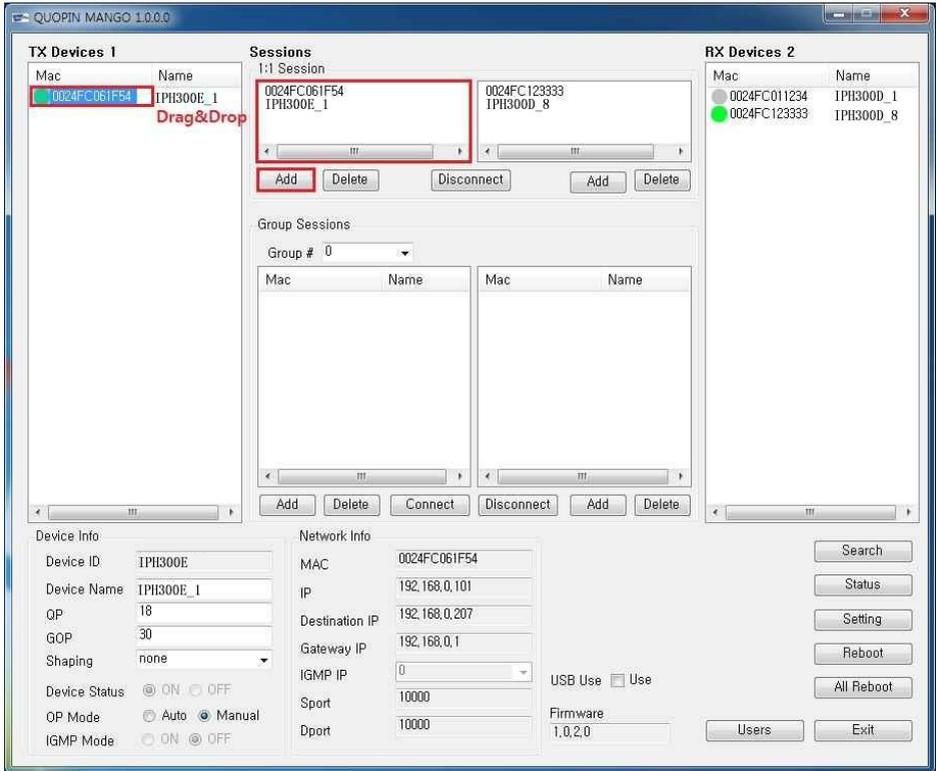 QUOPIN MANGO 1.0.0.0
TX Devices 1
Mac Name
0024FC061F54 IPH300E_1
Drag&Drop
Sessions
1:1 Session
0024FC061F54
IPH300E_1
0024FC123333
IPH300D_8
Add Delete Disconnect Add Delete
Group Sessions
Group # 0
Mac Name Mac Name
Add Delete Connect Disconnect Add Delete
RX Devices 2
Mac Name
0024FC011234 IPH300D_1
0024FC123333 IPH300D_8
Device Info
Device ID IPH300E
Device Name IPH300E_1
QP 18
GOP 30
Shaping none
Device Status ON OFF
OP Mode Auto Manual
IGMP Mode ON OFF
Network Info
MAC 0024FC061F54
IP 192,168,0,101
Destination IP 192,168,0,207
Gateway IP 192,168,0,1
IGMP IP 0
Sport 10000
Dport 10000
USB Use Use
Firmware
1,0,2,0
Search
Status
Setting
Reboot
All Reboot
Users Exit